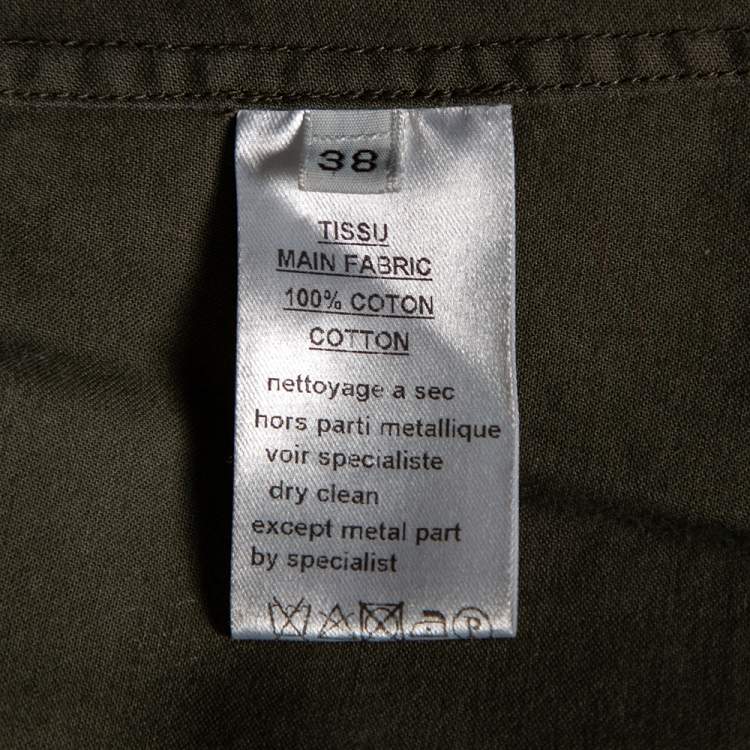 38
TISSU
MAIN FABRIC
100% COTON
COTTON
nettoyage a sec
hors parti metallique
voir specialiste
dry clean
except metal part
by specialist
P